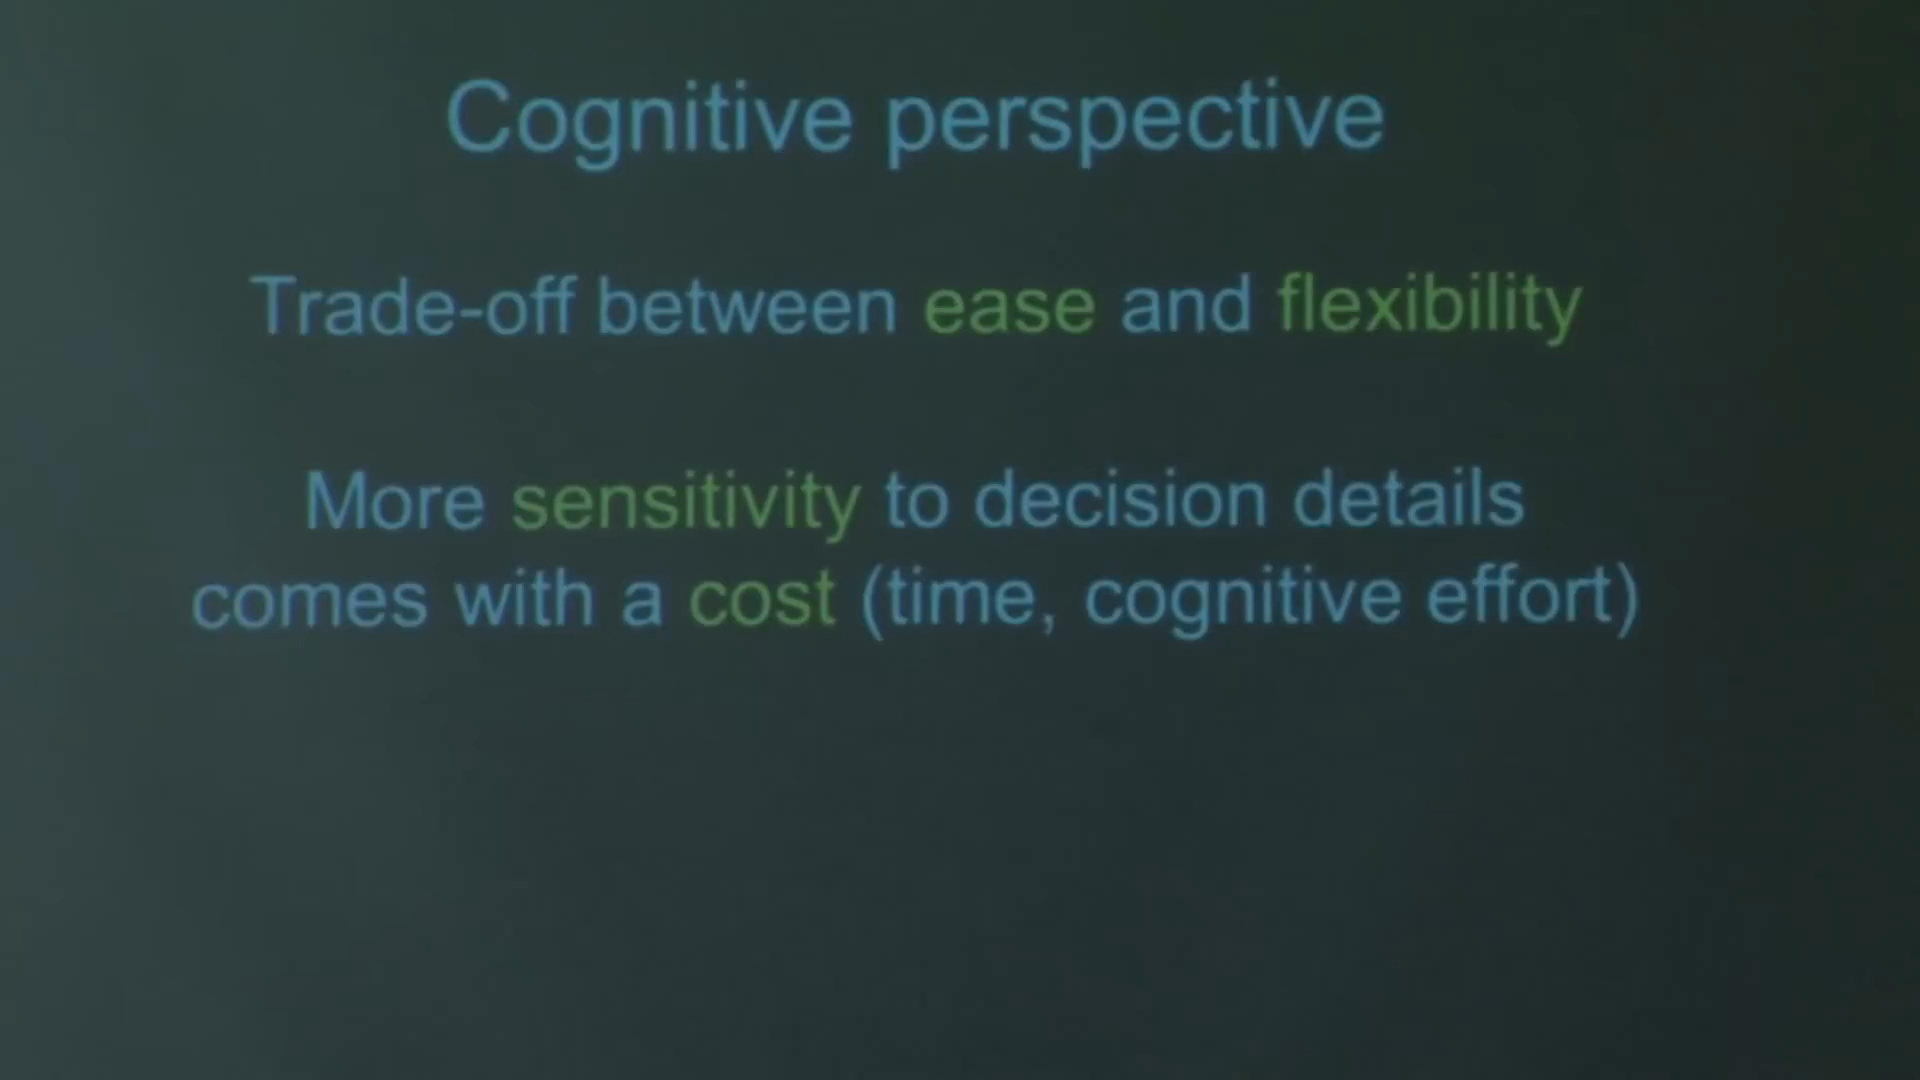 Cognitive perspective
Trade-off between ease and flexibility
More sensitivity to decision details
comes with a cost (time, cognitive effort)